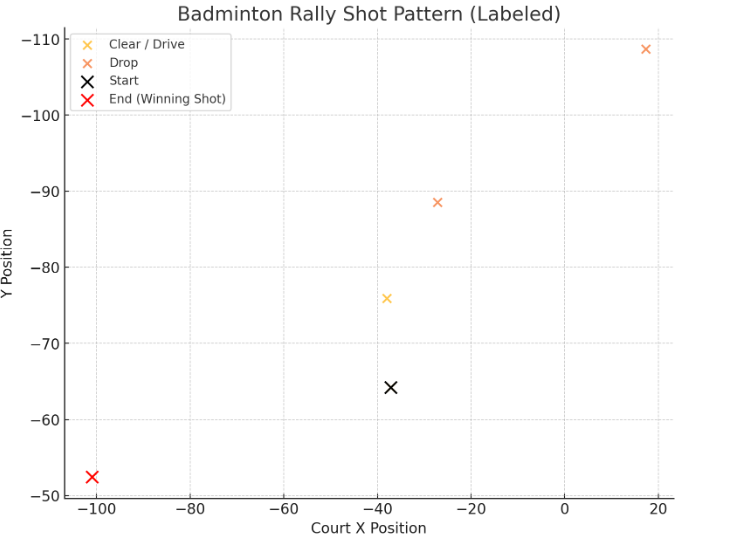 Badminton Rally Shot Pattern (Labeled)
−110
−100
−90
−80
−70
−60
−50
Y Position
Clear / Drive
Drop
Start
End (Winning Shot)
−100 −80 −60 −40 −20 0 20
Court X Position